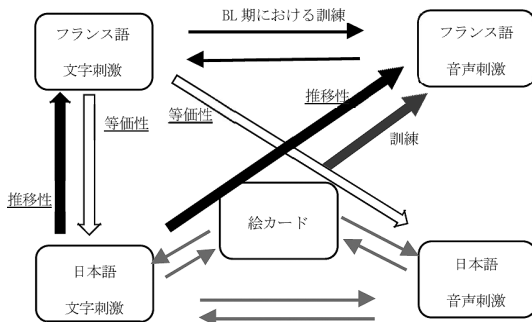 BL 期における訓練
フランス語
文字刺激
フランス語
音声刺激
推移性
等価性
等価性
訓練
推移性
絵カード
日本語
文字刺激
日本語
音声刺激